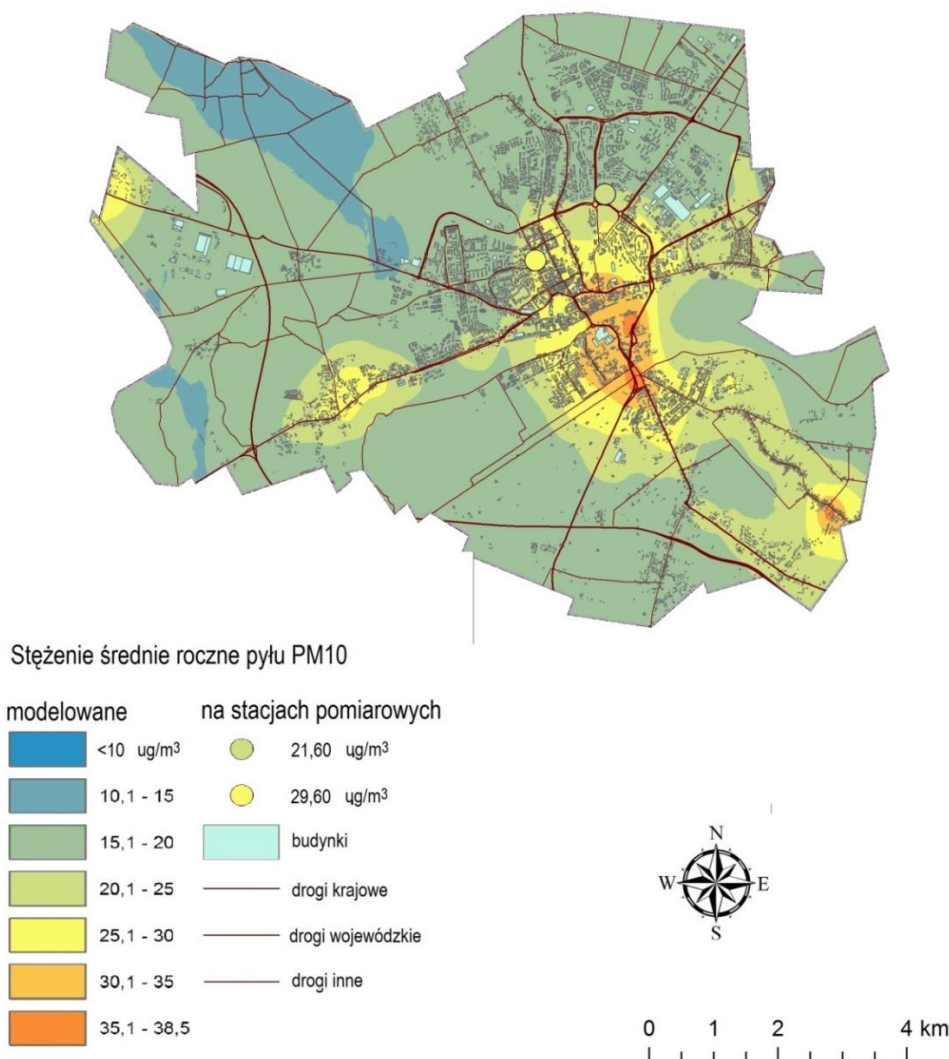 Stężenie średnie roczne pyłu PM10
modelowane
<10 ug/m³
10,1 - 15
15,1 - 20
20,1 - 25
25,1 - 30
30,1 - 35
35,1 - 38,5
na stacjach pomiarowych
21,60 ųg/m³
29,60 ųg/m³
budynki
drogi krajowe
drogi wojewódzkie
drogi inne
N
W E
S
0 1 2 4 km